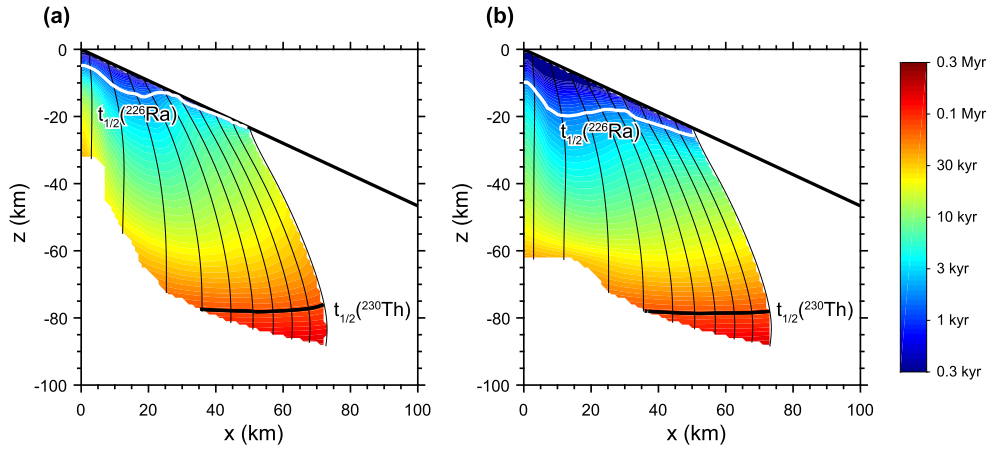 (a)
(b)
0
-20
-40
-60
-80
-100
z (km)
0 20 40 60 80 100
x (km)
t1/2(226Ra)
t1/2(230Th)
0
-20
-40
-60
-80
-100
z (km)
0 20 40 60 80 100
x (km)
t1/2(226Ra)
t1/2(230Th)
0.3 Myr
0.1 Myr
30 kyr
10 kyr
3 kyr
1 kyr
0.3 kyr